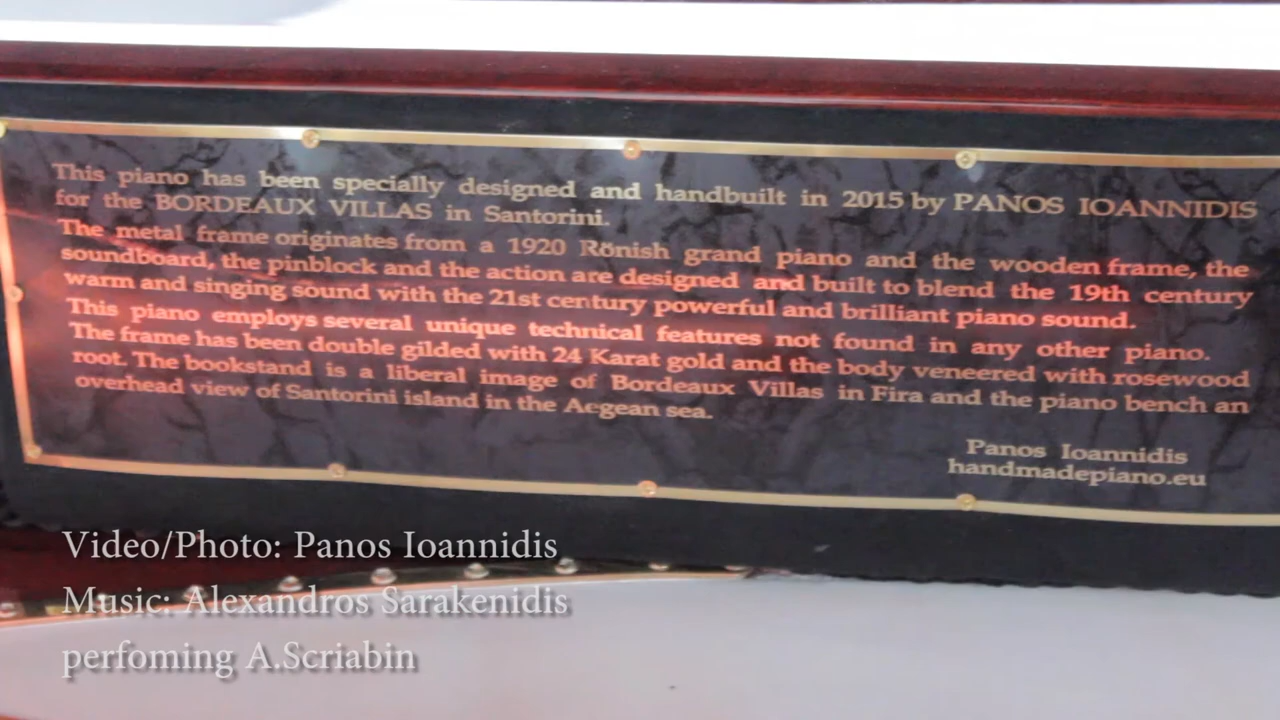 This piano has been specially designed and handbuilt in 2015 by PANOS IOANNIDIS
for the BORDEAUX VILLAS in Santorini.
The metal frame originates from a 1920 Rönish grand piano and the wooden frame, the
soundboard, the pinblock and the action are designed and built to blend the 19th century
warm and singing sound with the 21st century powerful and brilliant piano sound.
This piano employs several unique technical features not found in any other piano.
The frame has been double gilded with 24 Karat gold and the body veneered with rosewood
root. The bookstand is a liberal image of Bordeaux Villas in Fira and the piano bench an
overhead view of Santorini island in the Aegean sea.
Panos Ioannidis
handmadepiano.eu
Video/Photo: Panos Ioannidis
Music: Alexandros Sarakenidis
perfoming A.Scriabin